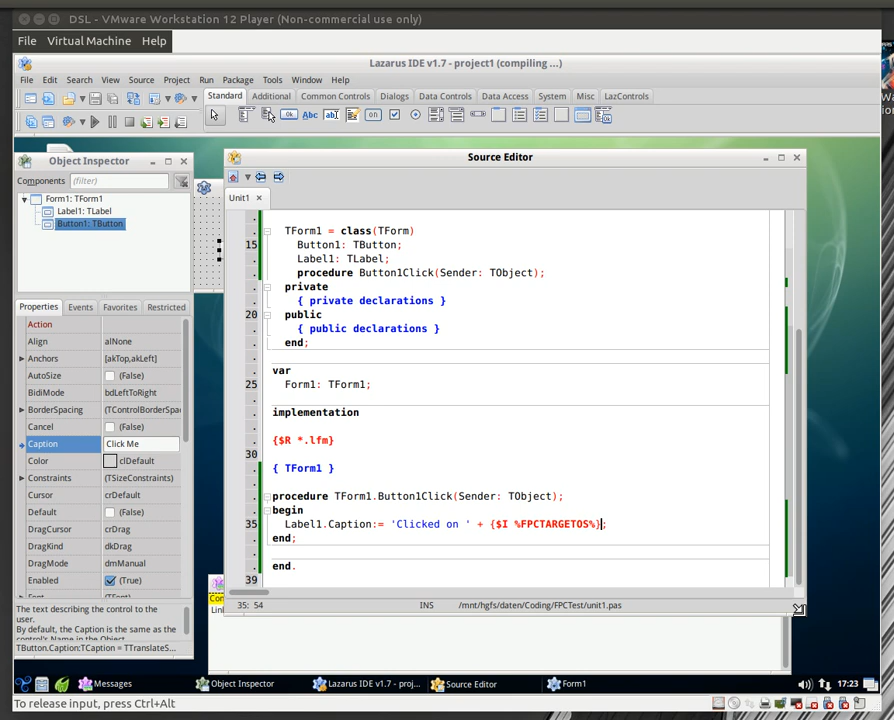 DSL - VMware Workstation 12 Player (Non-commercial use only)
File Virtual Machine Help
Lazarus IDE v1.7 - project1 (compiling ...)
File Edit Search View Source Project Run Package Tools Window Help
Standard Additional Common Controls Dialogs Data Controls Data Access System Misc LazControls
Ok Abc ab on
Object Inspector
Components (filter)
Form1: TForm1
Label1: TLabel
Button1: TButton
Properties Events Favorites Restricted
Action
Align alNone
Anchors [akTop,akLeft]
AutoSize (False)
BidiMode bdLeftToRight
BorderSpacing (TControlBorderSpa
Cancel (False)
Caption Click Me
Color clDefault
Constraints (TSizeConstraints)
Cursor crDefault
Default (False)
DragCursor crDrag
DragKind dkDrag
DragMode dmManual
Enabled (True)
The text describing the control to the
user.
By default, the Caption is the same as the
TButton.Caption:TCaption = TTranslateS...
Source Editor
Unit1
TForm1 = class(TForm)
15 Button1: TButton;
Label1: TLabel;
procedure Button1Click(Sender: TObject);
private
{ private declarations }
20 public
{ public declarations }
end;
var
25 Form1: TForm1;
implementation
{$R *.lfm}
30
{ TForm1 }
procedure TForm1.Button1Click(Sender: TObject);
begin
35 Label1.Caption:= 'Clicked on ' + {$I %FPCTARGETOS%};
end;
end.
39
35: 54 INS /mnt/hgfs/daten/Coding/FPCTest/unit1.pas
Messages Object Inspector Lazarus IDE v1.7 - proj... Source Editor Form1 17:23
To release input, press Ctrl+Alt